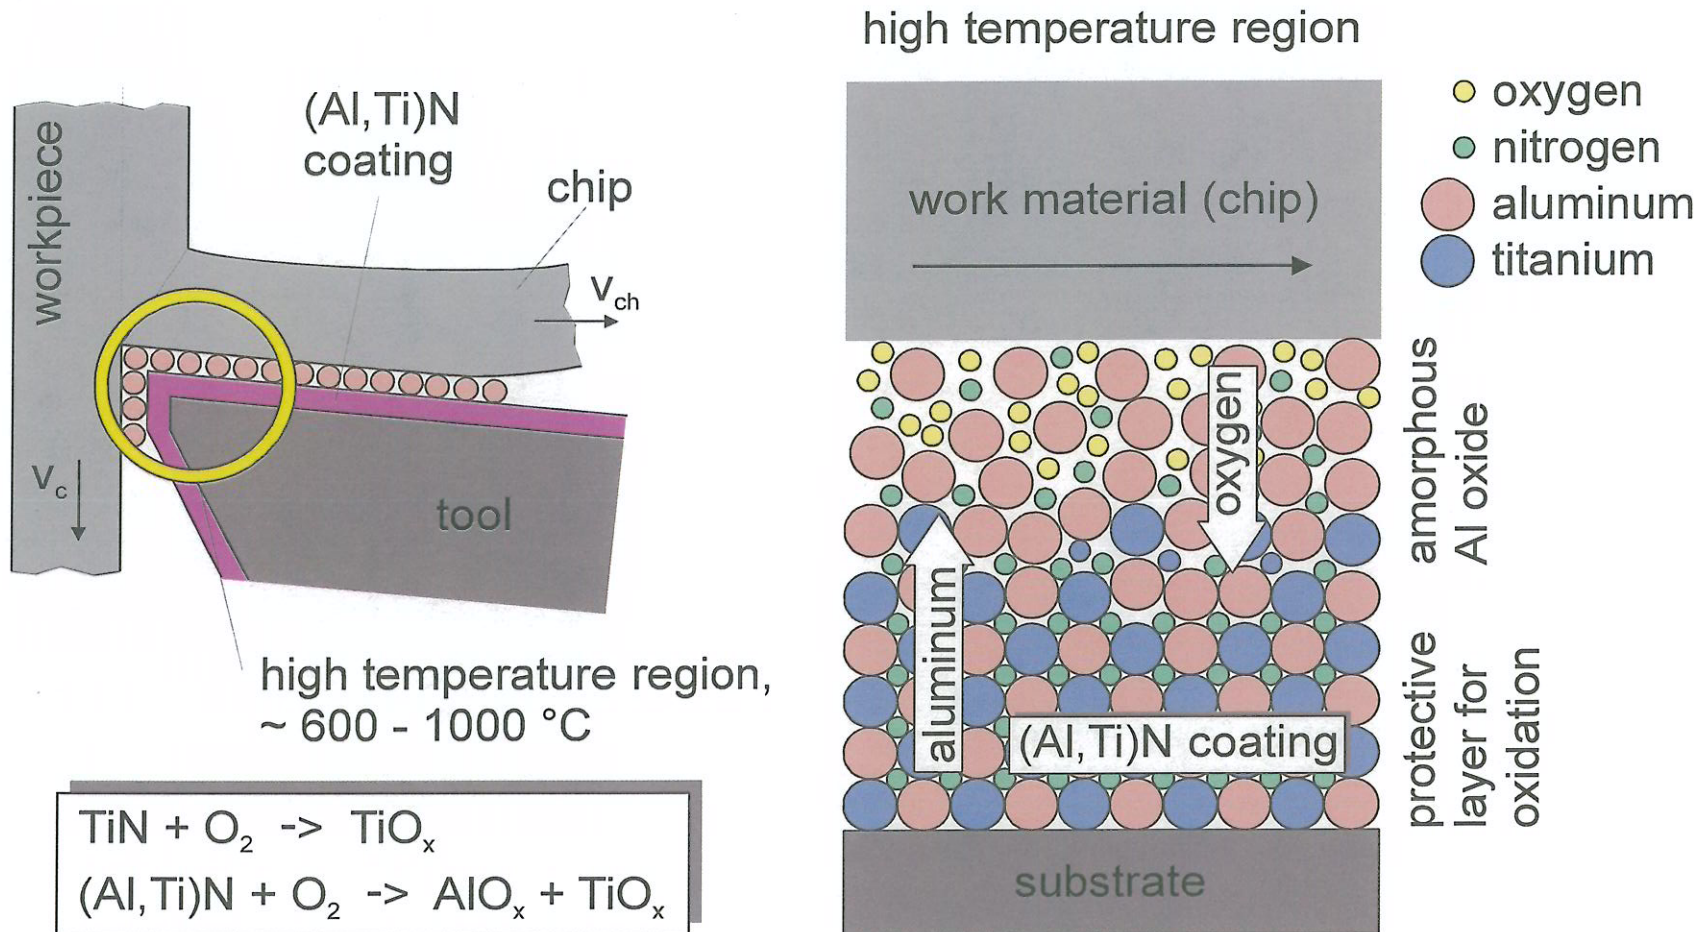 high temperature region
(Al,Ti)N
coating
chip
workpiece
v_ch
v_c
tool
high temperature region,
~ 600 - 1000 °C
TiN + O₂ -> TiOₓ
(Al,Ti)N + O₂ -> AlOₓ + TiOₓ
work material (chip)
oxygen
nitrogen
aluminum
titanium
oxygen
aluminum
(Al,Ti)N coating
substrate
amorphous
Al oxide
protective
layer for
oxidation